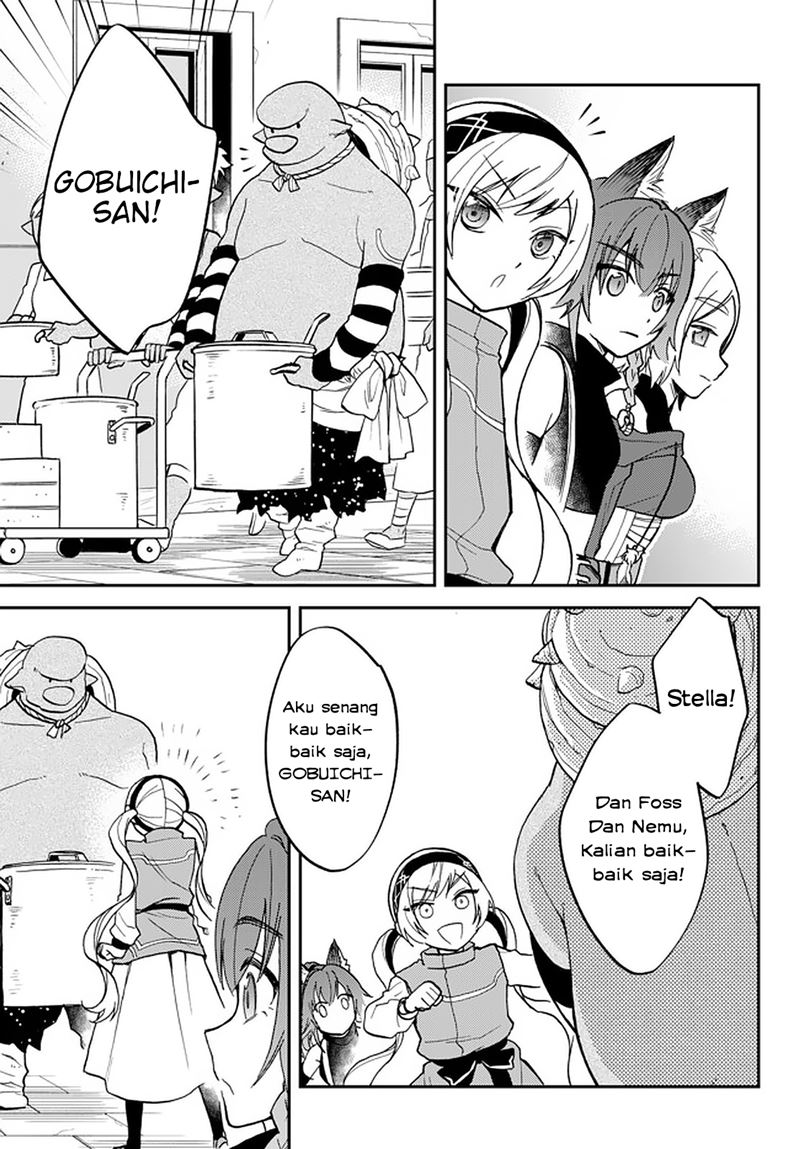 GOBUICHI-
SAN!
Stella!
Dan Foss
Dan Nemu,
Kalian baik-
baik saja!
Aku senang
kau baik-
baik saja,
GOBUICHI-
SAN!